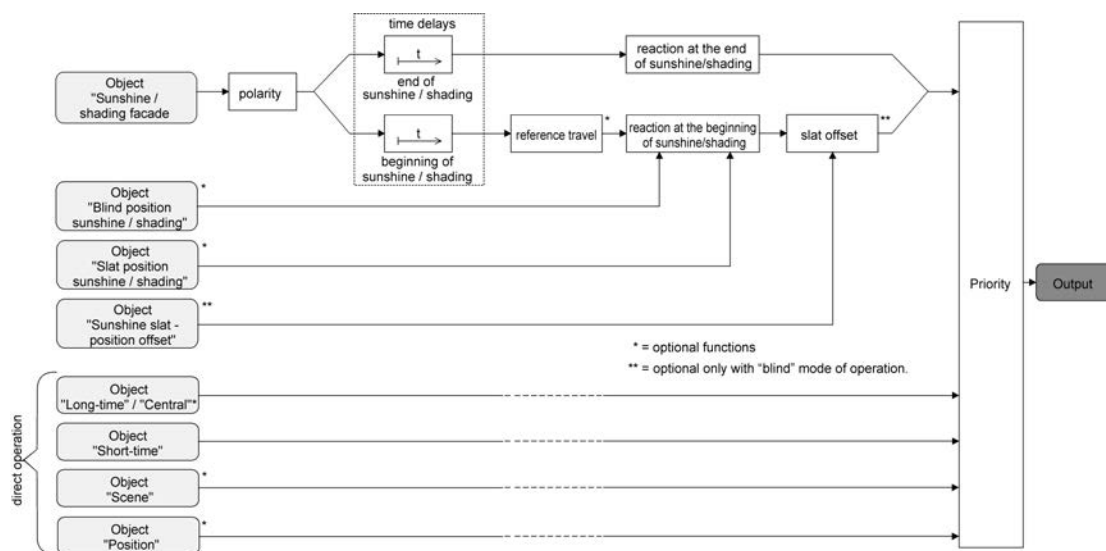 time delays
t
end of
sunshine / shading
reaction at the end
of sunshine/shading
Object
"Sunshine /
shading facade
polarity
t
beginning of
sunshine / shading
reference travel
*
reaction at the beginning
of sunshine/shading
slat offset
**
Object
"Blind position
sunshine / shading"
*
Object
"Slat position
sunshine / shading"
*
Object
"Sunshine slat -
position offset"
**
Priority
Output
* = optional functions
** = optional only with “blind” mode of operation.
direct operation
Object
"Long-time" / "Central"*
Object
"Short-time"
Object
"Scene"
*
Object
"Position"
*